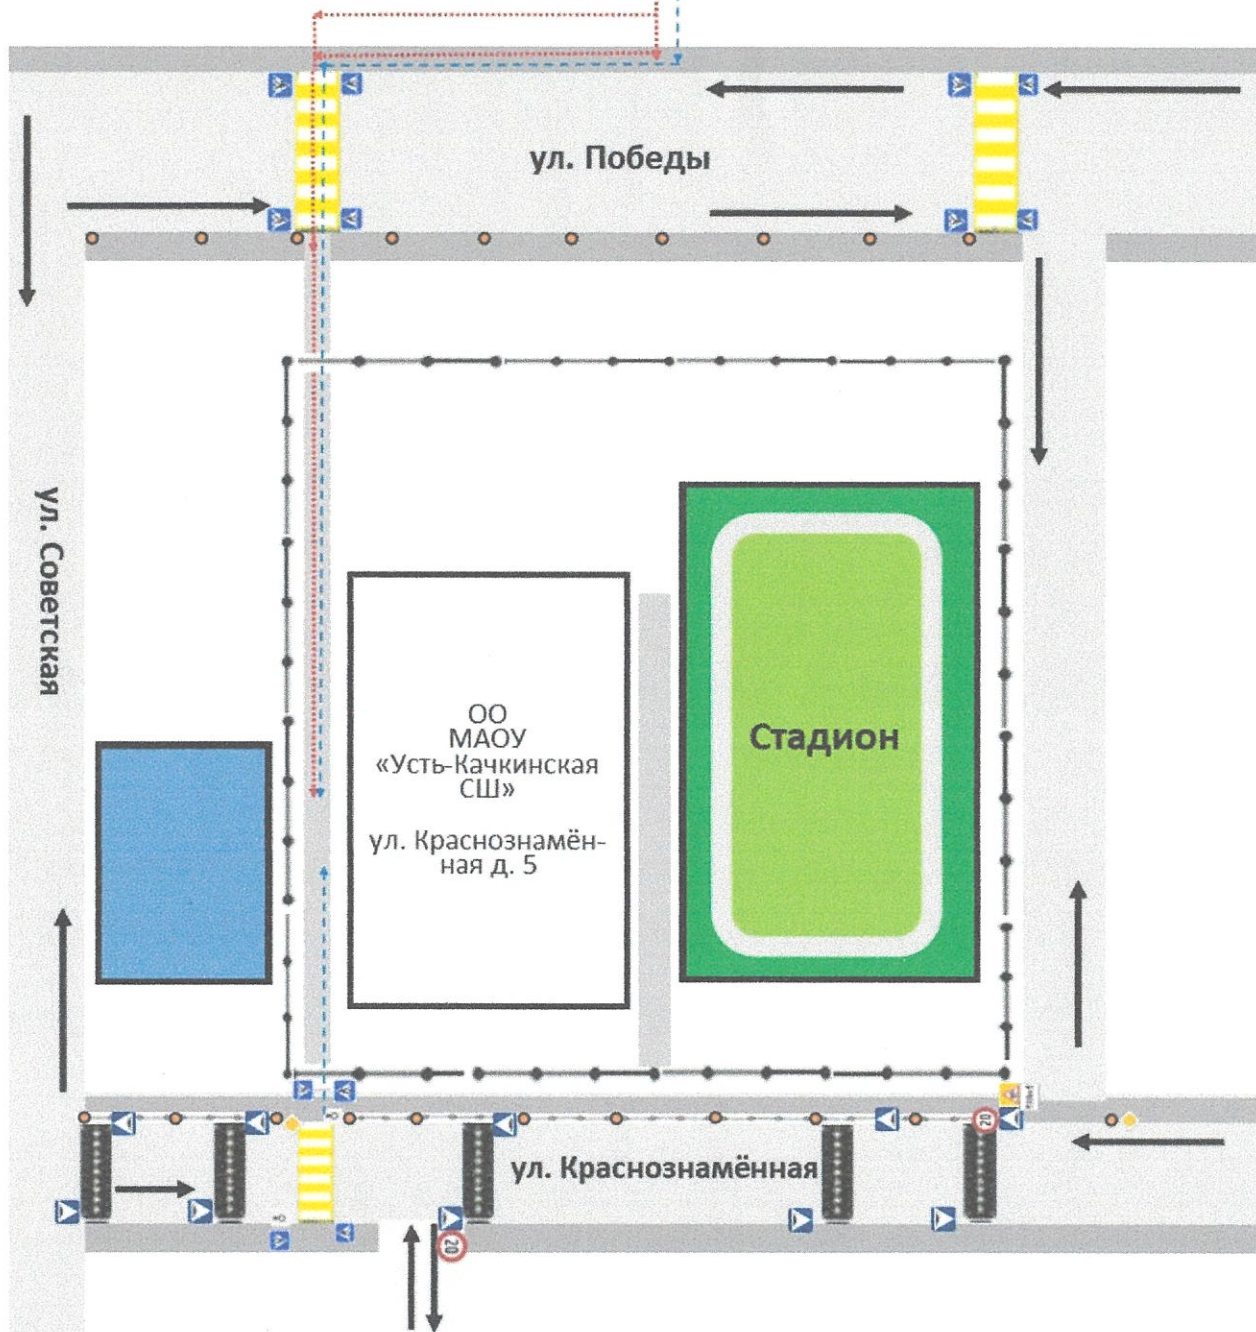 ул. Победы
ул. Советская
ОО
МАОУ
«Усть-Качкинская
СШ»
ул. Краснознамён-
ная д. 5
Стадион
20
ул. Краснознамённая
20